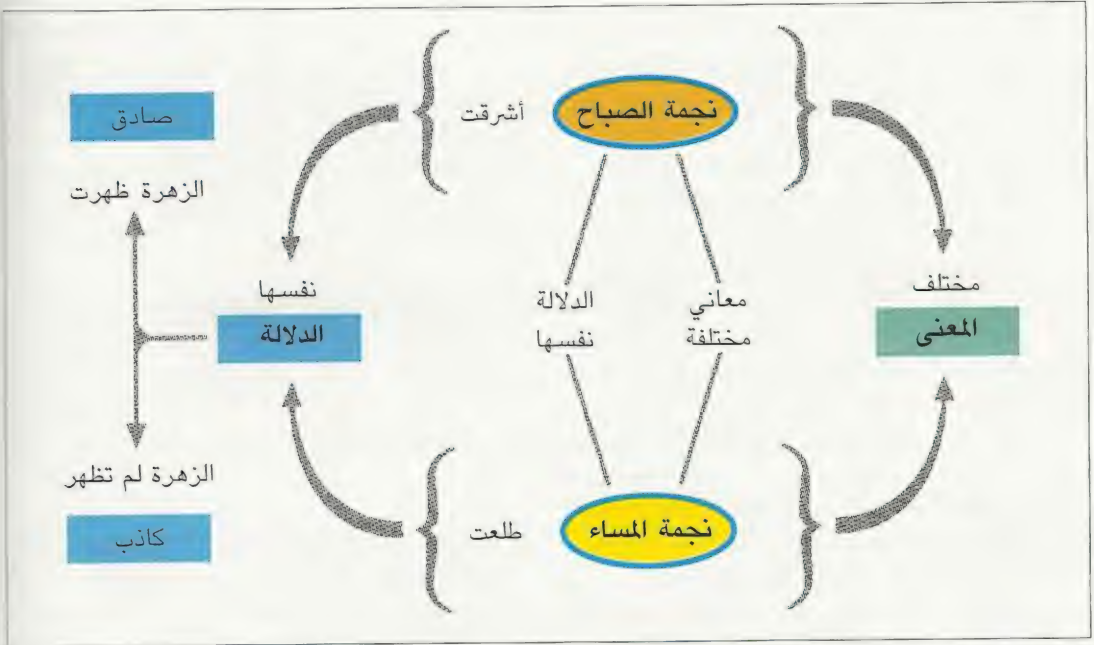 نجمة الصباح
أشرقت
صادق
الزهرة ظهرت
مختلف
المعنى
معاني
مختلفة
الدلالة
نفسها
نفسها
الدلالة
الزهرة لم تظهر
كاذب
نجمة المساء
طلعت